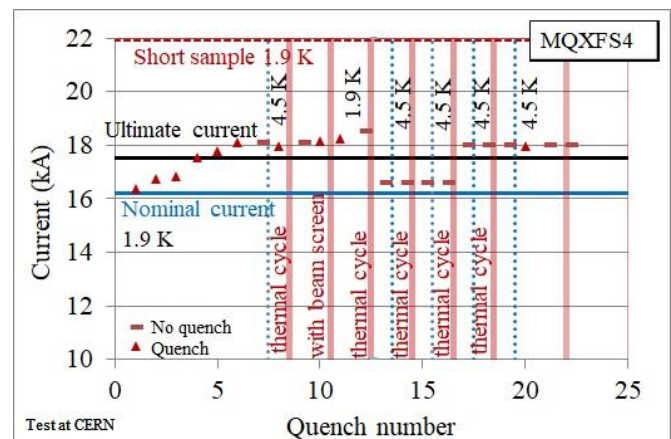 MQXFS4
22
20
18
16
14
12
10
Current (kA)
Short sample 1.9 K
4.5 K
1.9 K
4.5 K
4.5 K
4.5 K
4.5 K
Ultimate current
Nominal current
1.9 K
thermal cycle
with beam screen
thermal cycle
thermal cycle
thermal cycle
thermal cycle
No quench
Quench
0
5
10
15
20
25
Test at CERN
Quench number